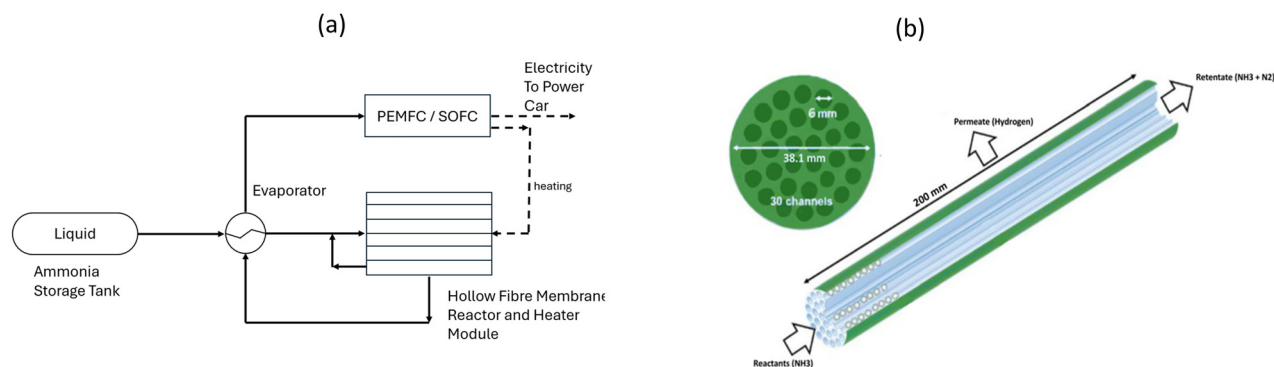 (a)
Electricity
To Power
Car
PEMFC / SOFC
Evaporator
heating
Liquid
Ammonia
Storage Tank
Hollow Fibre Membrane
Reactor and Heater
Module
(b)
Retentate (NH3 + N2)
6 mm
Permeate (Hydrogen)
38.1 mm
200 mm
30 channels
Reactants (NH3)